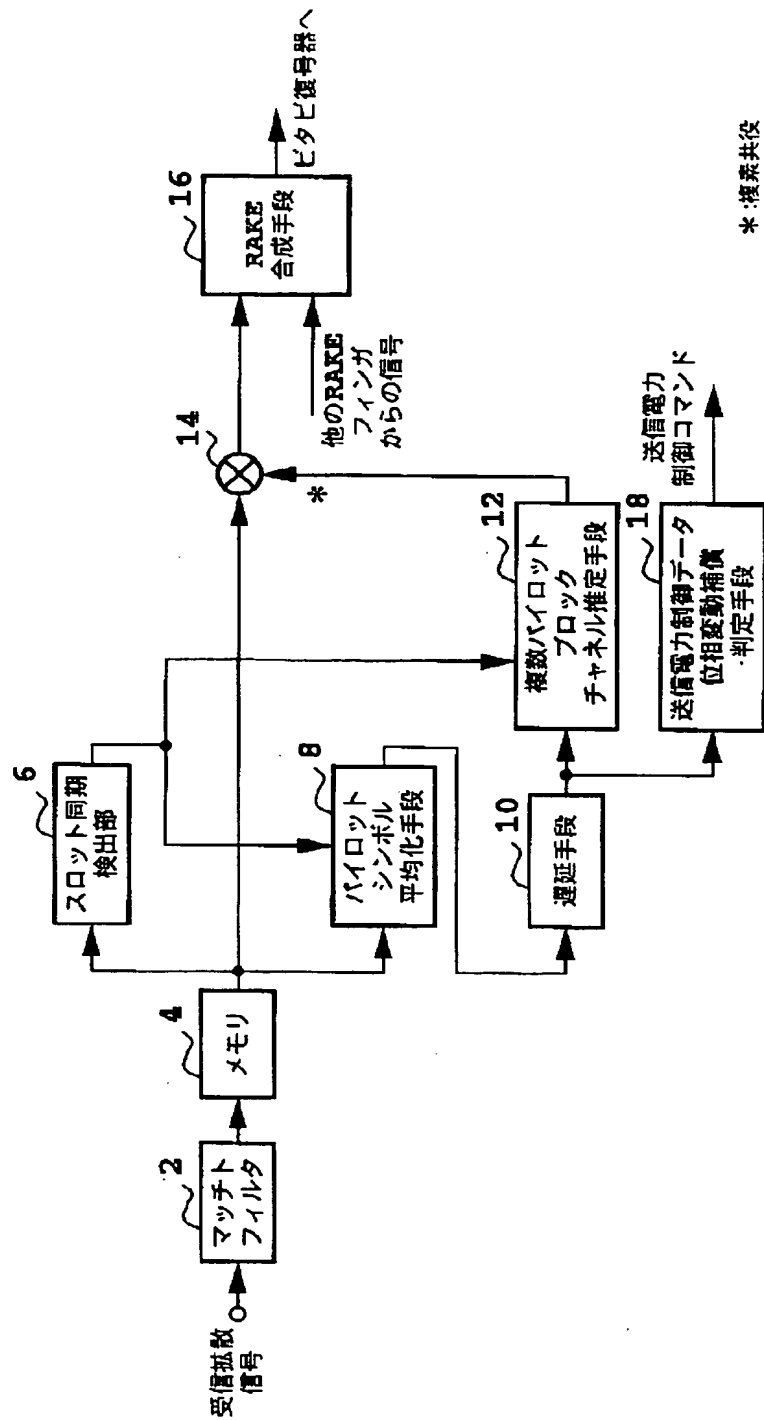 受信拡散
信号
2
マッチト
フィルタ
4
メモリ
6
スロット同期
検出部
8
パイロット
シンボル
平均化手段
10
遅延手段
12
複数パイロット
ブロック
チャネル推定手段
14
*
16
RAKE
合成手段
ビタビ復号器へ
他のRAKE
フィンガ
からの信号
18
送信電力制御データ
位相変動補償
・判定手段
送信電力
制御コマンド
*:複素共役